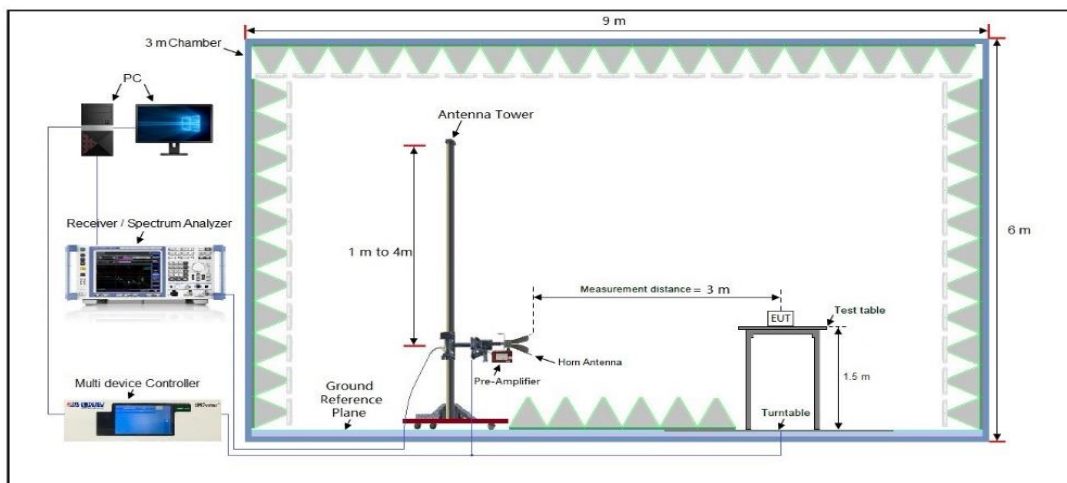 9 m
3 m Chamber
PC
Antenna Tower
Receiver / Spectrum Analyzer
1 m to 4m
6 m
Measurement distance = 3 m
EUT
Test table
Horn Antenna
Pre-Amplifier
1.5 m
Multi device Controller
Ground
Reference
Plane
Turntable